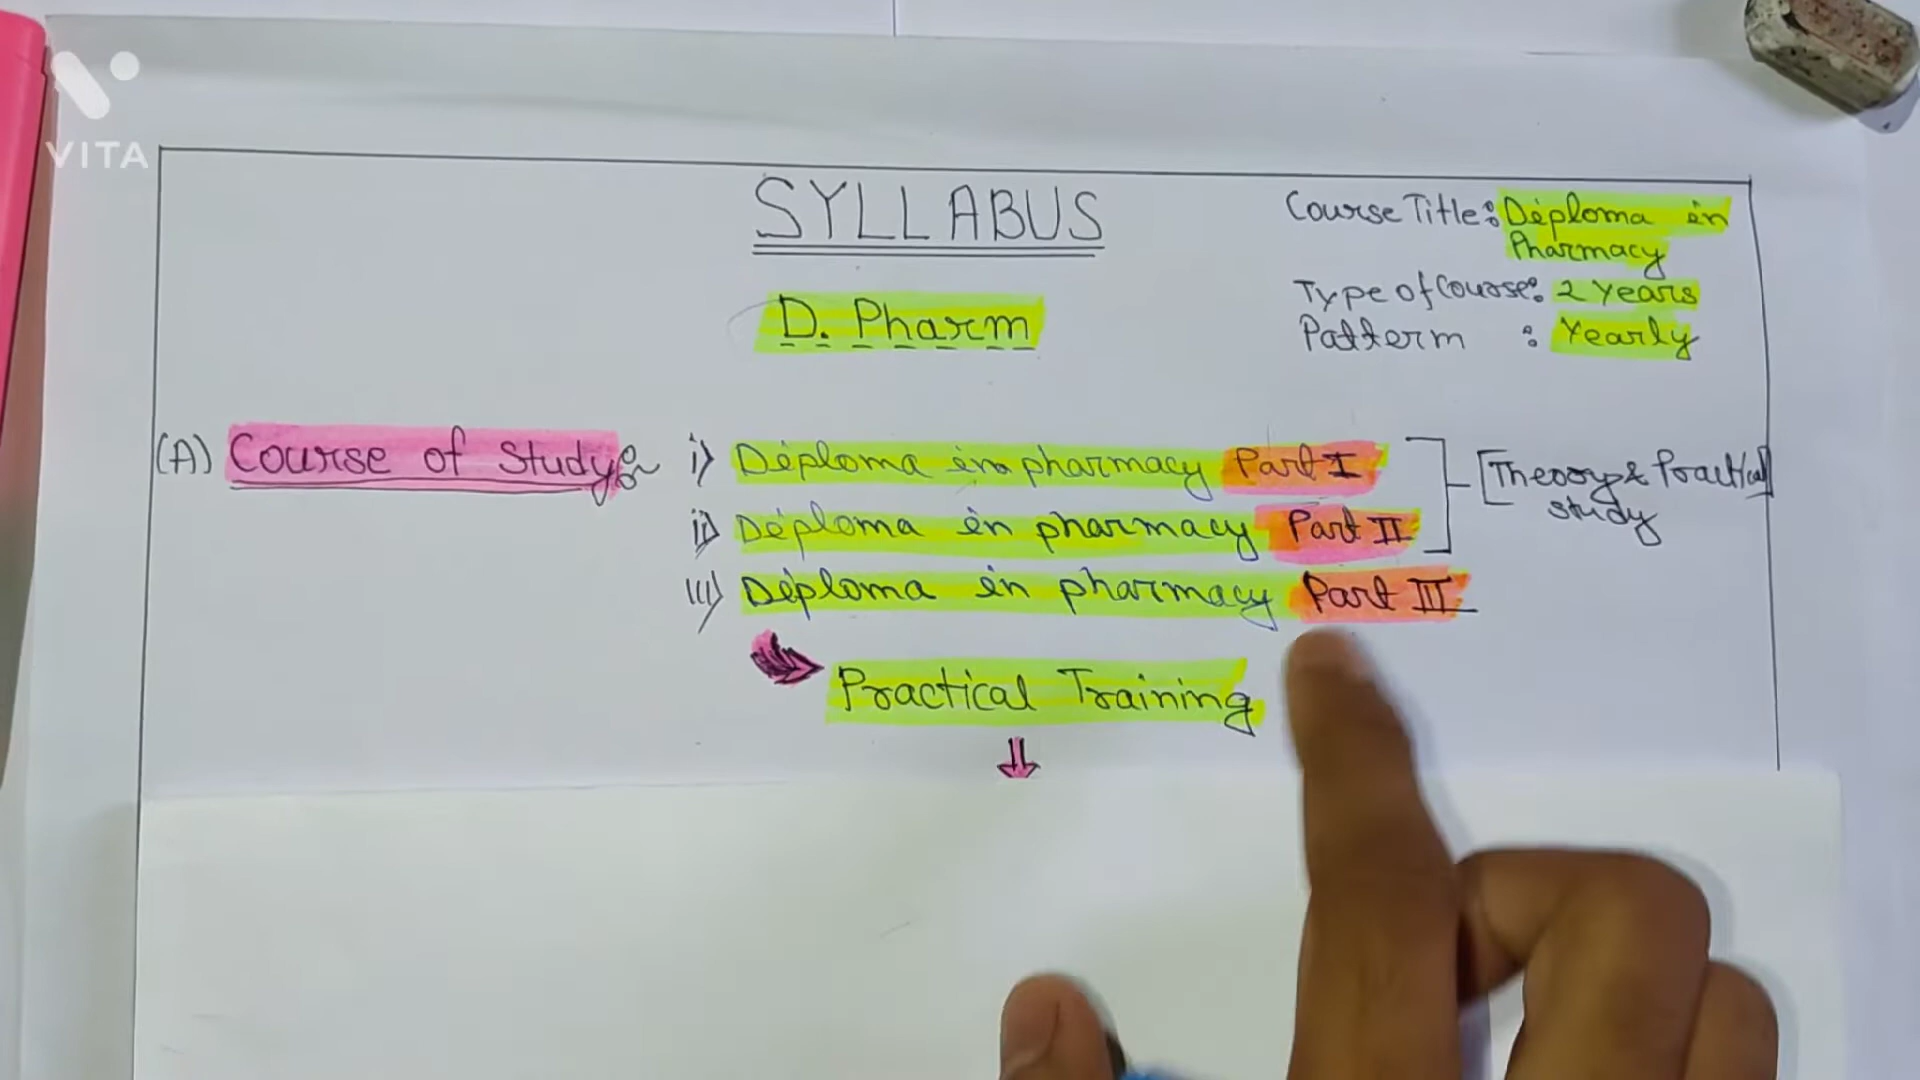 VITA
SYLLABUS
D. Pharm
Course Title: Diploma in
Pharmacy
Type of Course: 2 Years
Pattern : Yearly
(A) Course of Study:~
i) Diploma in pharmacy Part I
ii) Diploma in pharmacy Part II
[Theory & Practical]
study
iii) Diploma in pharmacy Part III
Practical Training